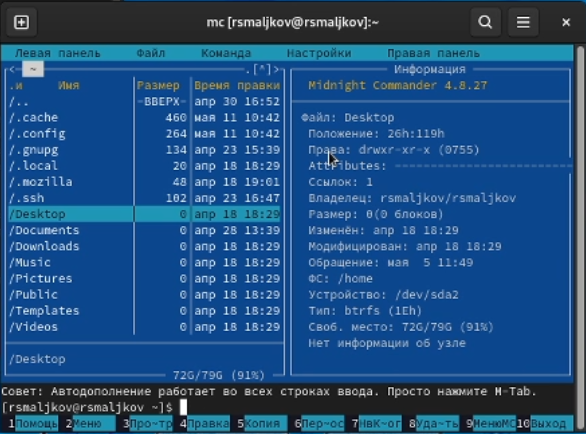 mc [rsmaljkov@rsmaljkov]:~
Левая панель Файл Команда Настройки Правая панель
<─ ~ .[^]>
.и Имя Размер Время правки
/.. -ВВЕРХ- апр 30 16:52
/.cache 460 мая 11 10:42
/.config 264 мая 11 10:42
/.gnupg 134 апр 23 15:39
/.local 20 апр 18 18:29
/.mozilla 48 апр 18 19:01
/.ssh 102 апр 23 16:47
/Desktop 0 апр 18 18:29
/Documents 0 апр 28 13:39
/Downloads 0 апр 18 18:29
/Music 0 апр 18 18:29
/Pictures 0 апр 18 18:29
/Public 0 апр 18 18:29
/Templates 0 апр 18 18:29
/Videos 0 апр 18 18:29
/Desktop
72G/79G (91%)
Информация
Midnight Commander 4.8.27
Файл: Desktop
Положение: 26h:119h
Права: drwxr-xr-x (0755)
Attributes: --------------------
Ссылок: 1
Владелец: rsmaljkov/rsmaljkov
Размер: 0(0 блоков)
Изменён: апр 18 18:29
Модифицирован: апр 18 18:29
Обращение: мая 5 11:49
ФС: /home
Устройство: /dev/sda2
Тип: btrfs (1Eh)
Своб. место: 72G/79G (91%)
Нет информации об узле
Совет: Автодополнение работает во всех строках ввода. Просто нажмите M-Tab.
[rsmaljkov@rsmaljkov ~]$
1Помощь 2Меню 3Про~тр 4Правка 5Копия 6Пер~ос 7НвК~ог 8Уда~ть 9МенюMC 10Выход